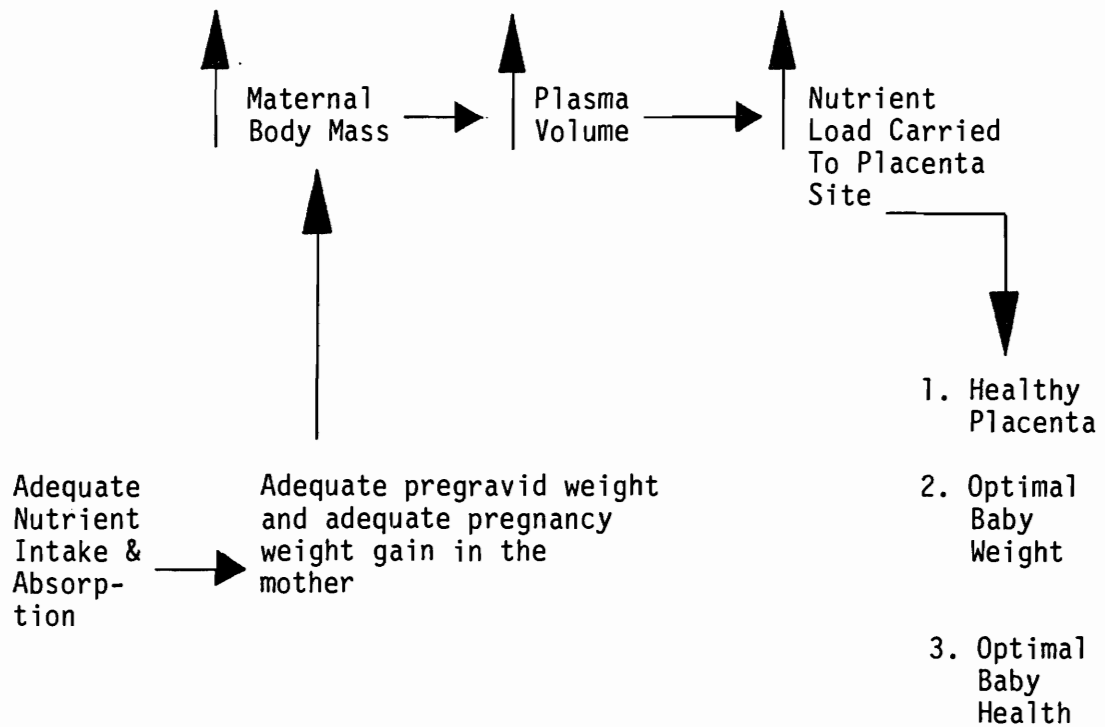 Maternal
Body Mass
Plasma
Volume
Nutrient
Load Carried
To Placenta
Site
1. Healthy
Placenta
2. Optimal
Baby
Weight
3. Optimal
Baby
Health
Adequate
Nutrient
Intake &
Absorp-
tion
Adequate pregravid weight
and adequate pregnancy
weight gain in the
mother